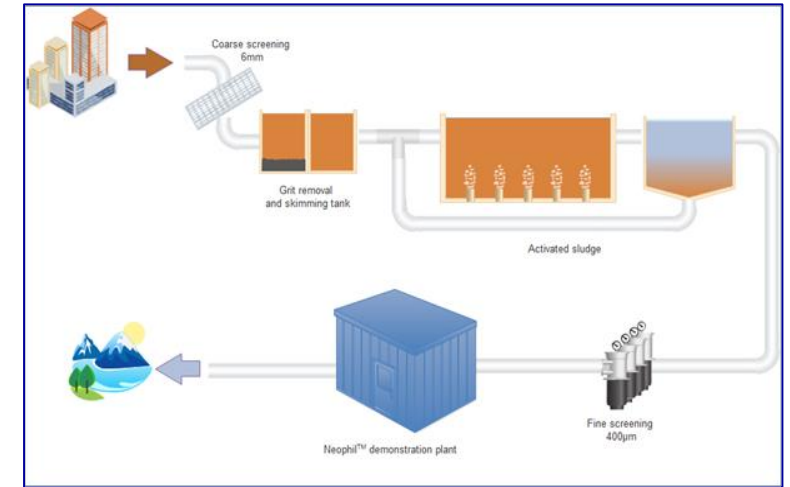 Coarse screening
6mm
Grit removal
and skimming tank
Activated sludge
Neophil™ demonstration plant
Fine screening
400µm